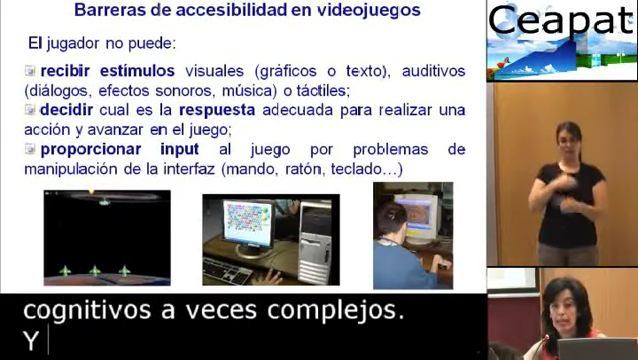 Barreras de accesibilidad en videojuegos
El jugador no puede:
recibir estímulos visuales (gráficos o texto), auditivos
(diálogos, efectos sonoros, música) o táctiles;
decidir cual es la respuesta adecuada para realizar una
acción y avanzar en el juego;
proporcionar input al juego por problemas de
manipulación de la interfaz (mando, ratón, teclado…)
Ceapat
cognitivos a veces complejos.
Y